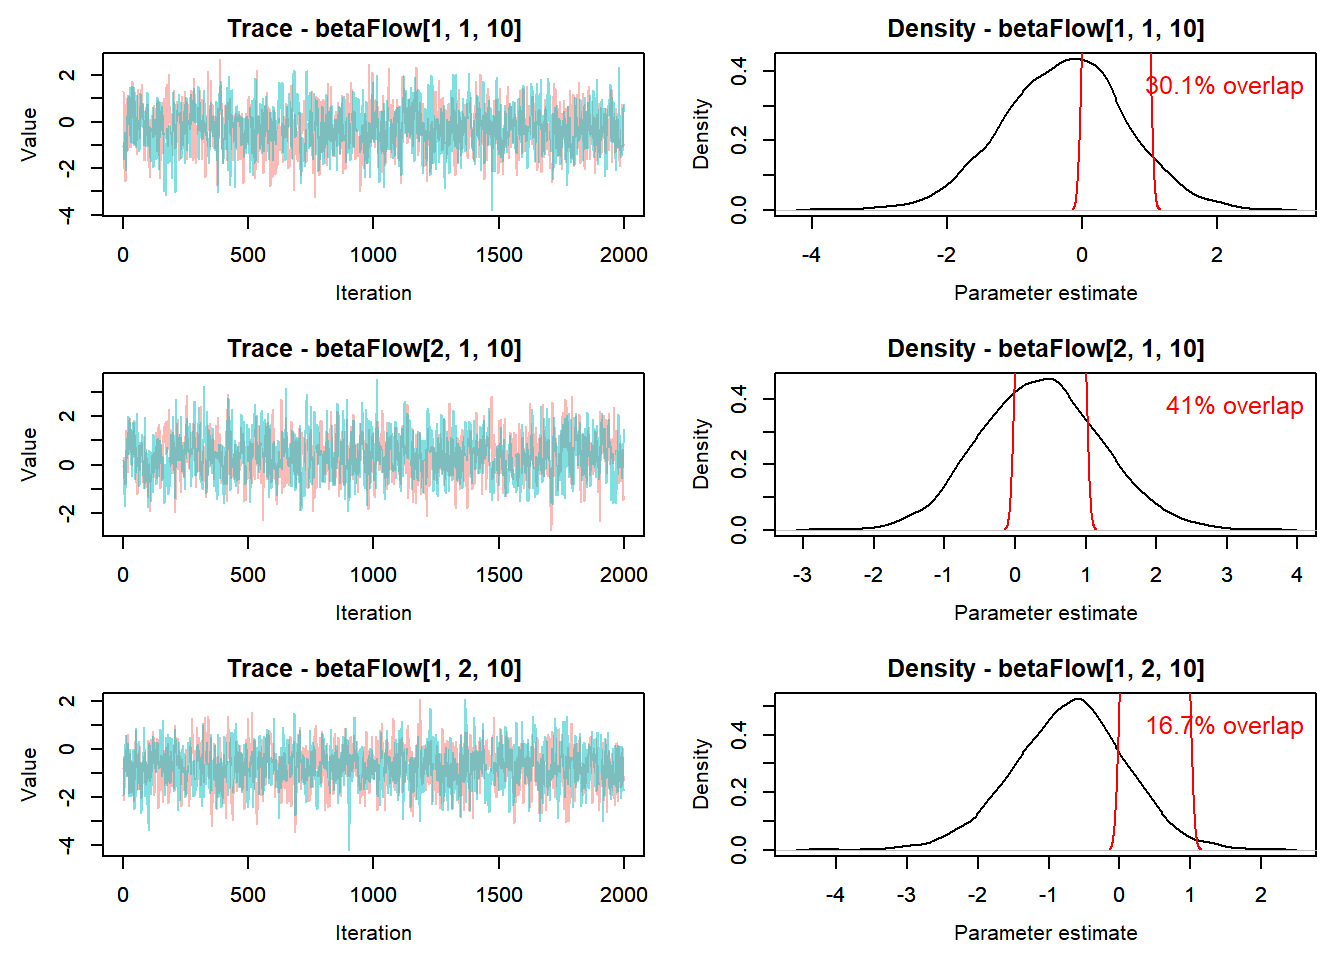 Trace - betaFlow[1, 1, 10]
Value
2
0
-2
-4
0
500
1000
1500
2000
Iteration
Density - betaFlow[1, 1, 10]
Density
0.4
0.2
0.0
30.1% overlap
-4
-2
0
2
Parameter estimate
Trace - betaFlow[2, 1, 10]
Value
2
0
-2
0
500
1000
1500
2000
Iteration
Density - betaFlow[2, 1, 10]
Density
0.4
0.2
0.0
41% overlap
-3
-2
-1
0
1
2
3
4
Parameter estimate
Trace - betaFlow[1, 2, 10]
Value
2
0
-2
-4
0
500
1000
1500
2000
Iteration
Density - betaFlow[1, 2, 10]
Density
0.4
0.2
0.0
16.7% overlap
-4
-3
-2
-1
0
1
2
Parameter estimate